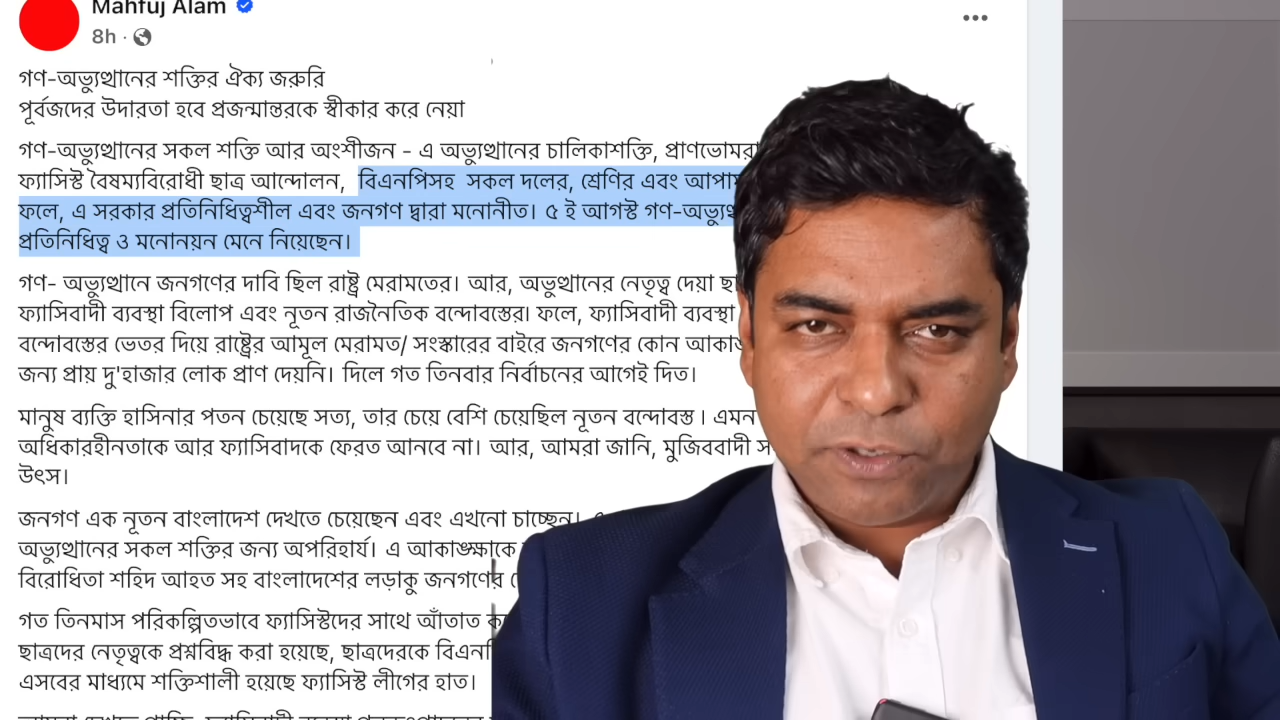 Mahfuj Alam
8h ·
গণ-অভ্যুত্থানের শক্তির ঐক্য জরুরি
পূর্বজদের উদারতা হবে প্রজন্মান্তরকে স্বীকার করে নেয়া
গণ-অভ্যুত্থানের সকল শক্তি আর অংশীজন - এ অভ্যুত্থানের চালিকাশক্তি, প্রাণভোমরা
ফ্যাসিস্ট বৈষম্যবিরোধী ছাত্র আন্দোলন, বিএনপিসহ সকল দলের, শ্রেণির এবং
ফলে, এ সরকার প্রতিনিধিত্বশীল এবং জনগণ দ্বারা মনোনীত। ৫ ই আগস্ট
প্রতিনিধিত্ব ও মনোনয়ন মেনে নিয়েছেন।
গণ- অভ্যুত্থানে জনগণের দাবি ছিল রাষ্ট্র মেরামতের। আর, অভুত্থানের নেতৃত্ব দেয়া
ফ্যাসিবাদী ব্যবস্থা বিলোপ এবং নূতন রাজনৈতিক বন্দোবস্তের। ফলে, ফ্যাসিবাদী ব্যবস্থা
বন্দোবস্তের ভেতর দিয়ে রাষ্ট্রের আমূল মেরামত/ সংস্কারের বাইরে জনগণের কোন
জন্য প্রায় দু'হাজার লোক প্রাণ দেয়নি। দিলে গত তিনবার নির্বাচনের আগেই দিত।
মানুষ ব্যক্তি হাসিনার পতন চেয়েছে সত্য, তার চেয়ে বেশি চেয়েছিল নূতন বন্দোবস্ত। এমন
অধিকারহীনতাকে আর ফ্যাসিবাদকে ফেরত আনবে না। আর, আমরা জানি, মুজিববাদী
উৎস।
জনগণ এক নূতন বাংলাদেশ দেখতে চেয়েছেন এবং এখনো চাচ্ছেন।
অভ্যুত্থানের সকল শক্তির জন্য অপরিহার্য। এ আকাঙ্ক্ষাকে
বিরোধিতা শহিদ আহত সহ বাংলাদেশের লড়াকু জনগণের
গত তিনমাস পরিকল্পিতভাবে ফ্যাসিস্টদের সাথে আঁতাত
ছাত্রদের নেতৃত্বকে প্রশ্নবিদ্ধ করা হয়েছে, ছাত্রদেরকে
এসবের মাধ্যমে শক্তিশালী হয়েছে ফ্যাসিস্ট লীগের হাত।